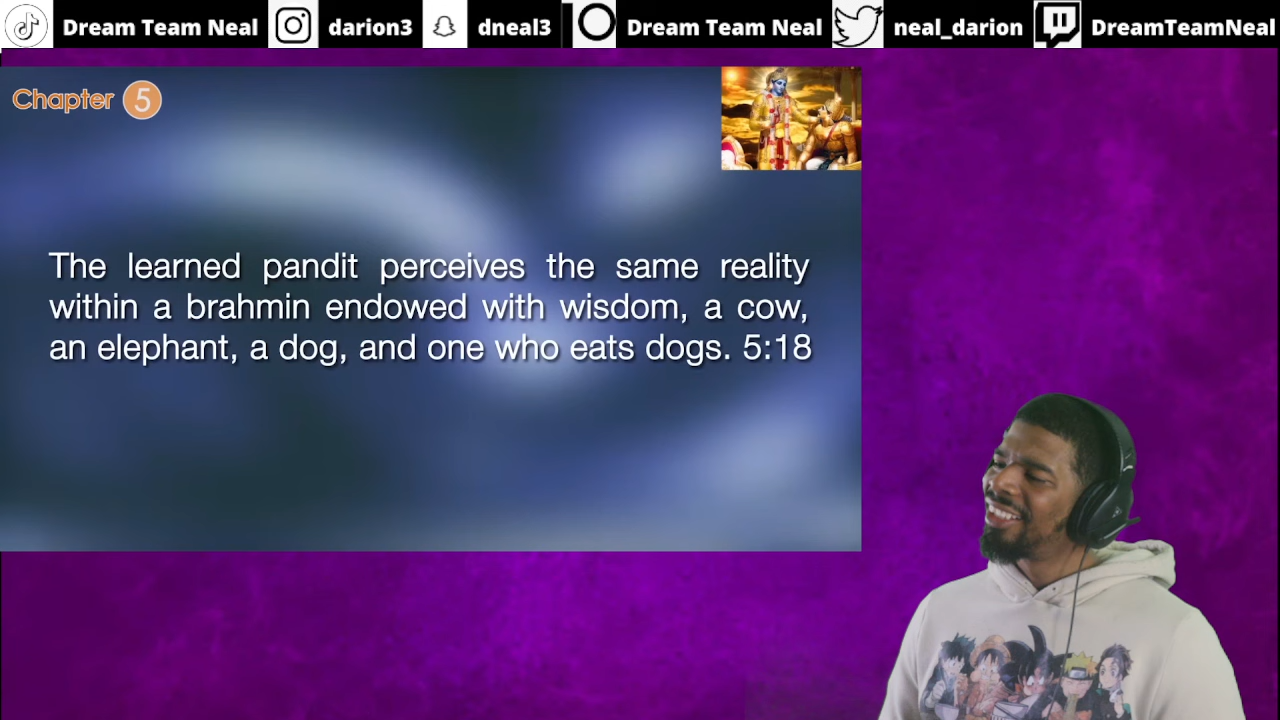 Dream Team Neal darion3 dneal3 Dream Team Neal neal_darion DreamTeamNeal
Chapter 5
The learned pandit perceives the same reality
within a brahmin endowed with wisdom, a cow,
an elephant, a dog, and one who eats dogs. 5:18